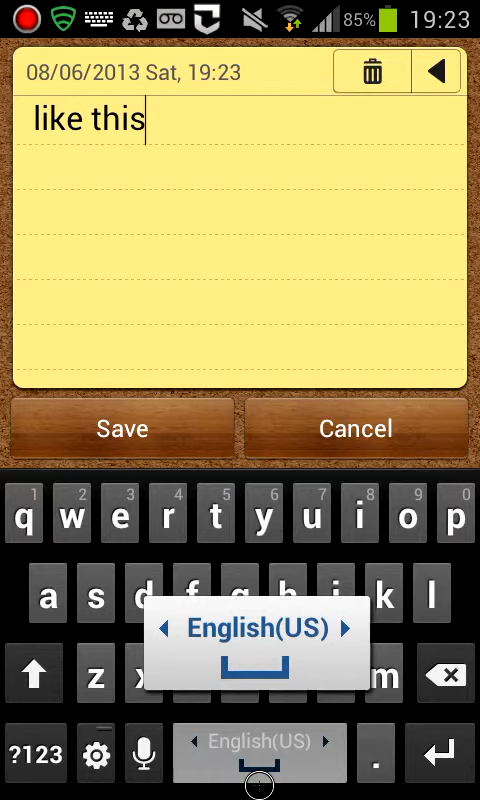 85% 19:23
08/06/2013 Sat, 19:23
like this
Save Cancel
1 2 3 4 5 6 7 8 9 0
q w e r t y u i o p
a s d f g h j k l
English(US)
z x m
?123 English(US) .